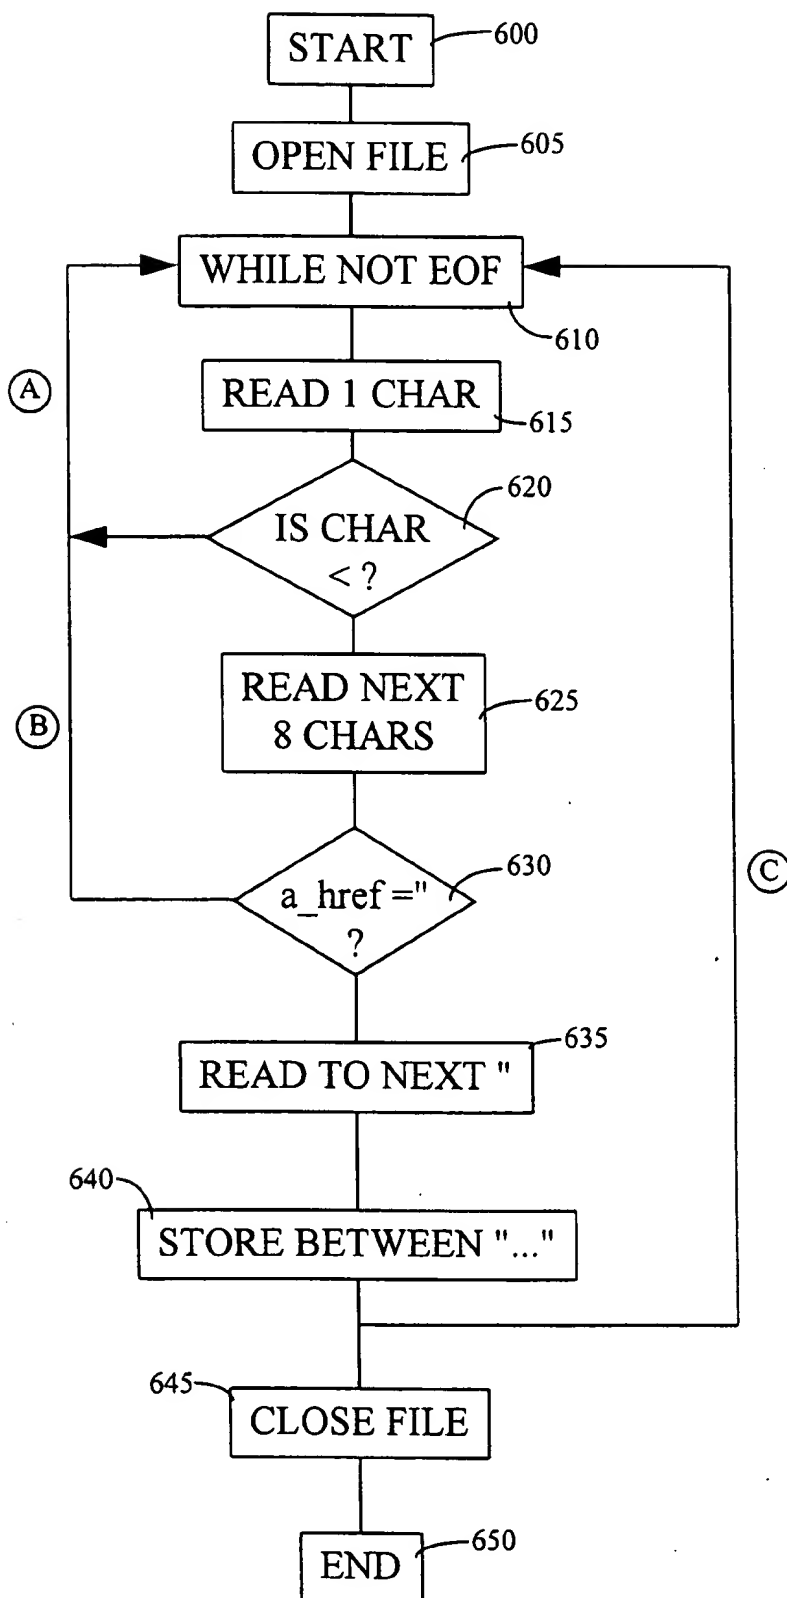 START
600
OPEN FILE
605
WHILE NOT EOF
610
READ 1 CHAR
615
A
IS CHAR
< ?
620
READ NEXT
8 CHARS
625
B
a_href ="
?
630
C
READ TO NEXT "
635
640
STORE BETWEEN "..."
645
CLOSE FILE
END
650